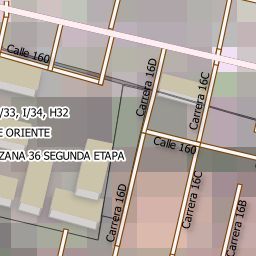 Calle 160
Carrera 16D
Carrera 16C
/33, I/34, H32
E ORIENTE
Calle 160
ZANA 36 SEGUNDA ETAPA
Carrera 16D
Carrera 16C
Carrera 16B